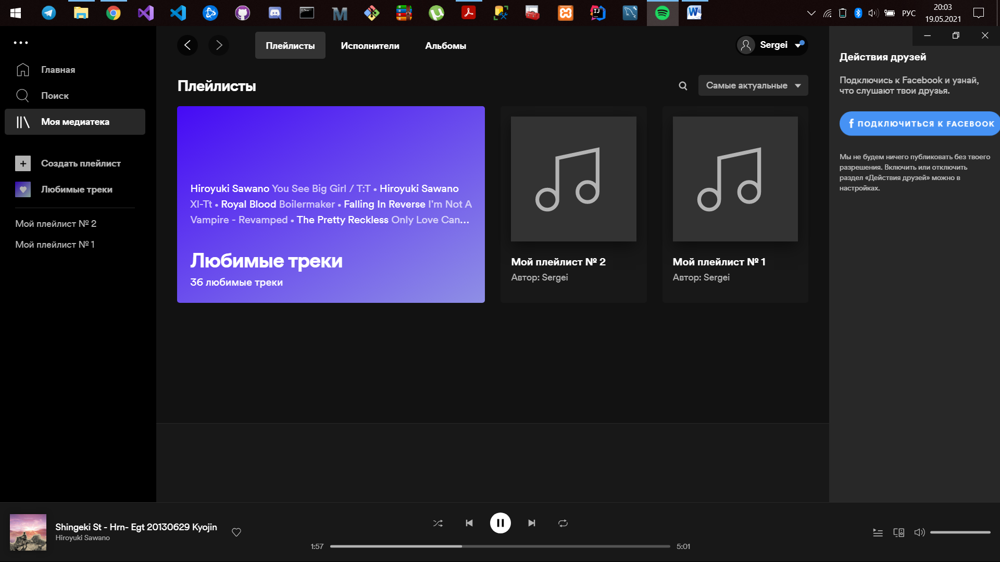 РУС
20:03
19.05.2021
Главная
Поиск
Моя медиатека
Создать плейлист
Любимые треки
Мой плейлист № 2
Мой плейлист № 1
Плейлисты
Исполнители
Альбомы
Sergei
Плейлисты
Самые актуальные
Hiroyuki Sawano You See Big Girl / T:T • Hiroyuki Sawano
Xl-Tt • Royal Blood Boilermaker • Falling In Reverse I'm Not A
Vampire - Revamped • The Pretty Reckless Only Love Can...
Любимые треки
36 любимые треки
Мой плейлист № 2
Автор: Sergei
Мой плейлист № 1
Автор: Sergei
Действия друзей
Подключись к Facebook и узнай,
что слушают твои друзья.
ПОДКЛЮЧИТЬСЯ К FACEBOOK
Мы не будем ничего публиковать без твоего
разрешения. Включить или отключить
раздел «Действия друзей» можно в
настройках.
Shingeki St - Hrn- Egt 20130629 Kyojin
Hiroyuki Sawano
1:57
5:01